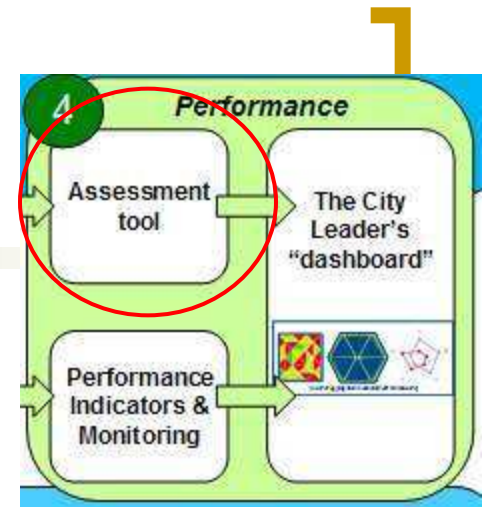 4
Performance
Assessment
tool
The City
Leader's
"dashboard"
Performance
Indicators &
Monitoring